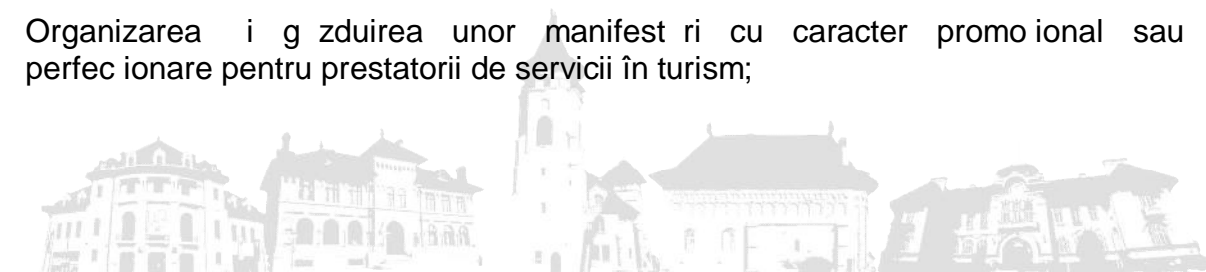 Organizarea i g zduirea unor manifest ri cu caracter promo ional sau
perfec ionare pentru prestatorii de servicii în turism;